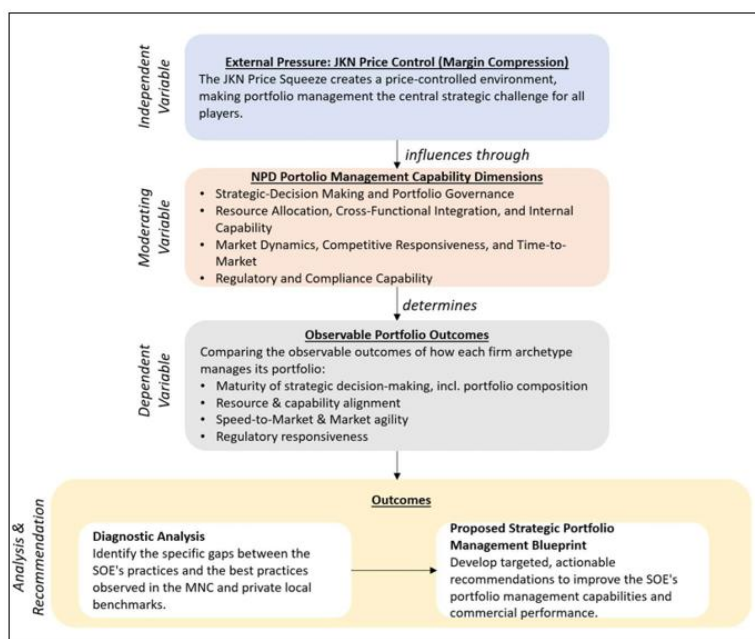 Independent
Variable
External Pressure: JKN Price Control (Margin Compression)
The JKN Price Squeeze creates a price-controlled environment,
making portfolio management the central strategic challenge for all
players.
influences through
Moderating
Variable
NPD Portolio Management Capability Dimensions
• Strategic-Decision Making and Portfolio Governance
• Resource Allocation, Cross-Functional Integration, and Internal
Capability
• Market Dynamics, Competitive Responsiveness, and Time-to-
Market
• Regulatory and Compliance Capability
determines
Dependent
Variable
Observable Portfolio Outcomes
Comparing the observable outcomes of how each firm archetype
manages its portfolio:
• Maturity of strategic decision-making, incl. portfolio composition
• Resource & capability alignment
• Speed-to-Market & Market agility
• Regulatory responsiveness
Analysis &
Recommendation
Outcomes
Diagnostic Analysis
Identify the specific gaps between the
SOE's practices and the best practices
observed in the MNC and private local
benchmarks.
Proposed Strategic Portfolio
Management Blueprint
Develop targeted, actionable
recommendations to improve the SOE's
portfolio management capabilities and
commercial performance.